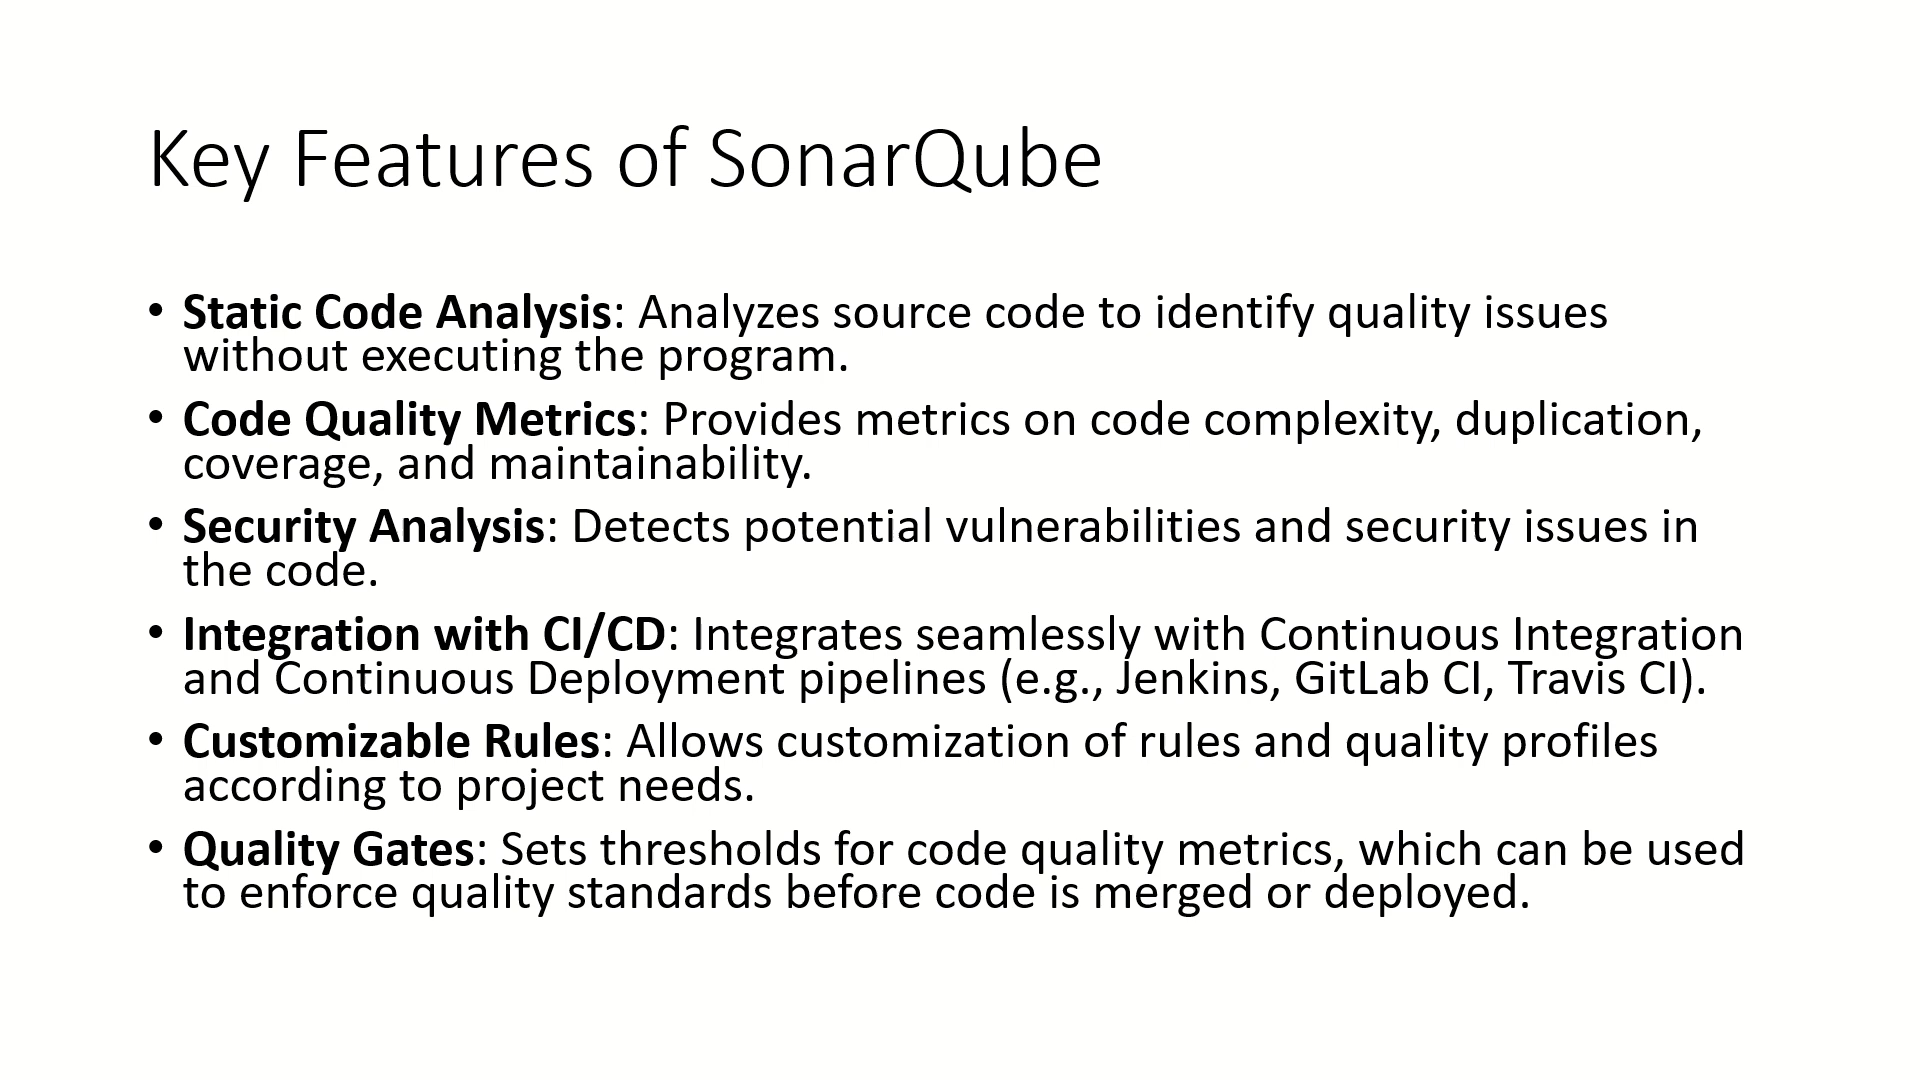 Key Features of SonarQube
• Static Code Analysis: Analyzes source code to identify quality issues
without executing the program.
• Code Quality Metrics: Provides metrics on code complexity, duplication,
coverage, and maintainability.
• Security Analysis: Detects potential vulnerabilities and security issues in
the code.
• Integration with CI/CD: Integrates seamlessly with Continuous Integration
and Continuous Deployment pipelines (e.g., Jenkins, GitLab CI, Travis CI).
• Customizable Rules: Allows customization of rules and quality profiles
according to project needs.
• Quality Gates: Sets thresholds for code quality metrics, which can be used
to enforce quality standards before code is merged or deployed.